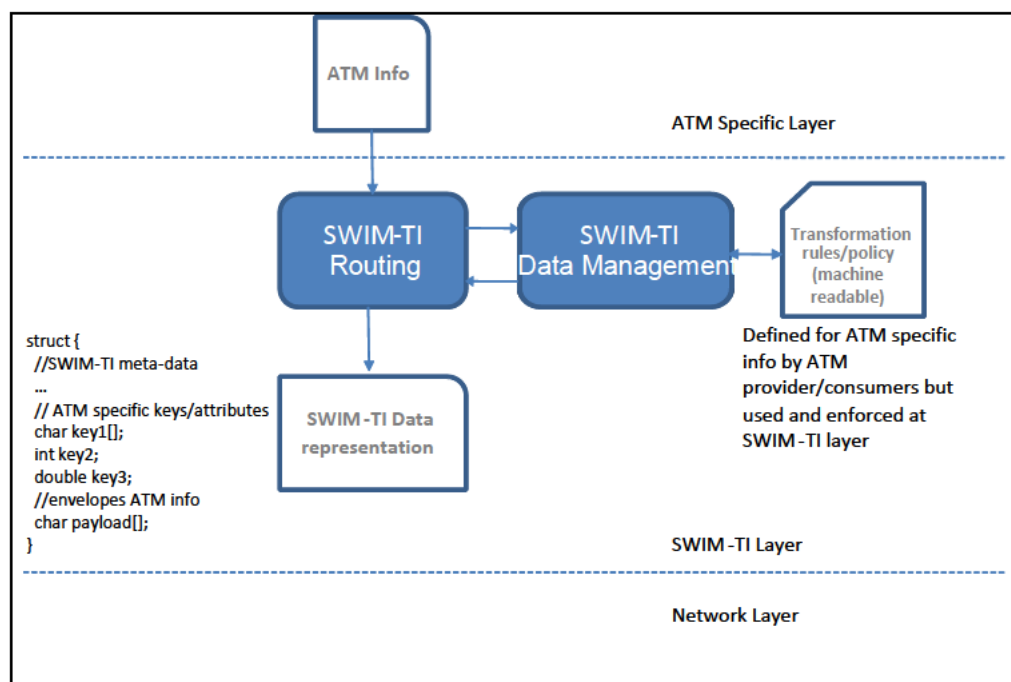 ATM Info
ATM Specific Layer
SWIM-TI
Routing
SWIM-TI
Data Management
Transformation
rules/policy
(machine
readable)
Defined for ATM specific
info by ATM
provider/consumers but
used and enforced at
SWIM-TI layer
struct {
//SWIM-TI meta-data
...
// ATM specific keys/attributes
char key1[];
int key2;
double key3;
//envelopes ATM info
char payload[];
}
SWIM-TI Data
representation
SWIM-TI Layer
Network Layer